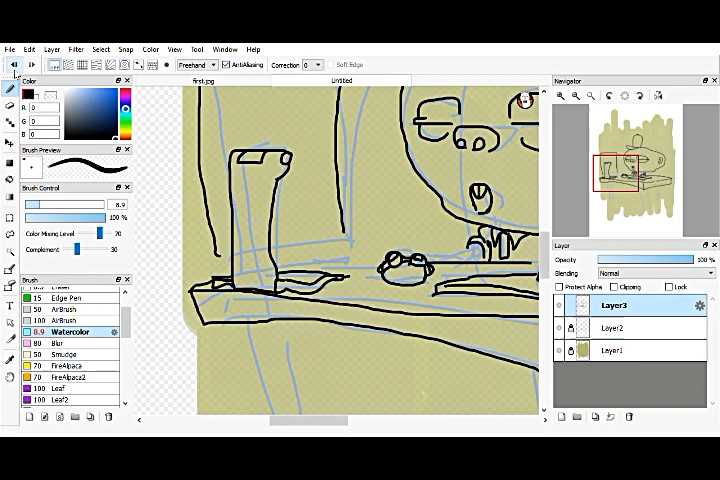 File Edit Layer Filter Select Snap Color View Tool Window Help
OFF Freehand AntiAliasing Correction 0 Soft Edge
first.jpg Untitled
Color
R 0
G 0
B 0
Brush Preview
Brush Control
8.9
100 %
Color Mixing Level 70
Complement 30
Brush
15 Edge Pen
50 AirBrush
100 AirBrush
8.9 Watercolor
80 Blur
50 Smudge
70 FireAlpaca
70 FireAlpaca2
100 Leaf
100 Leaf2
Navigator
Layer
Opacity 100 %
Blending Normal
Protect Alpha Clipping Lock
Layer3
Layer2
Layer1